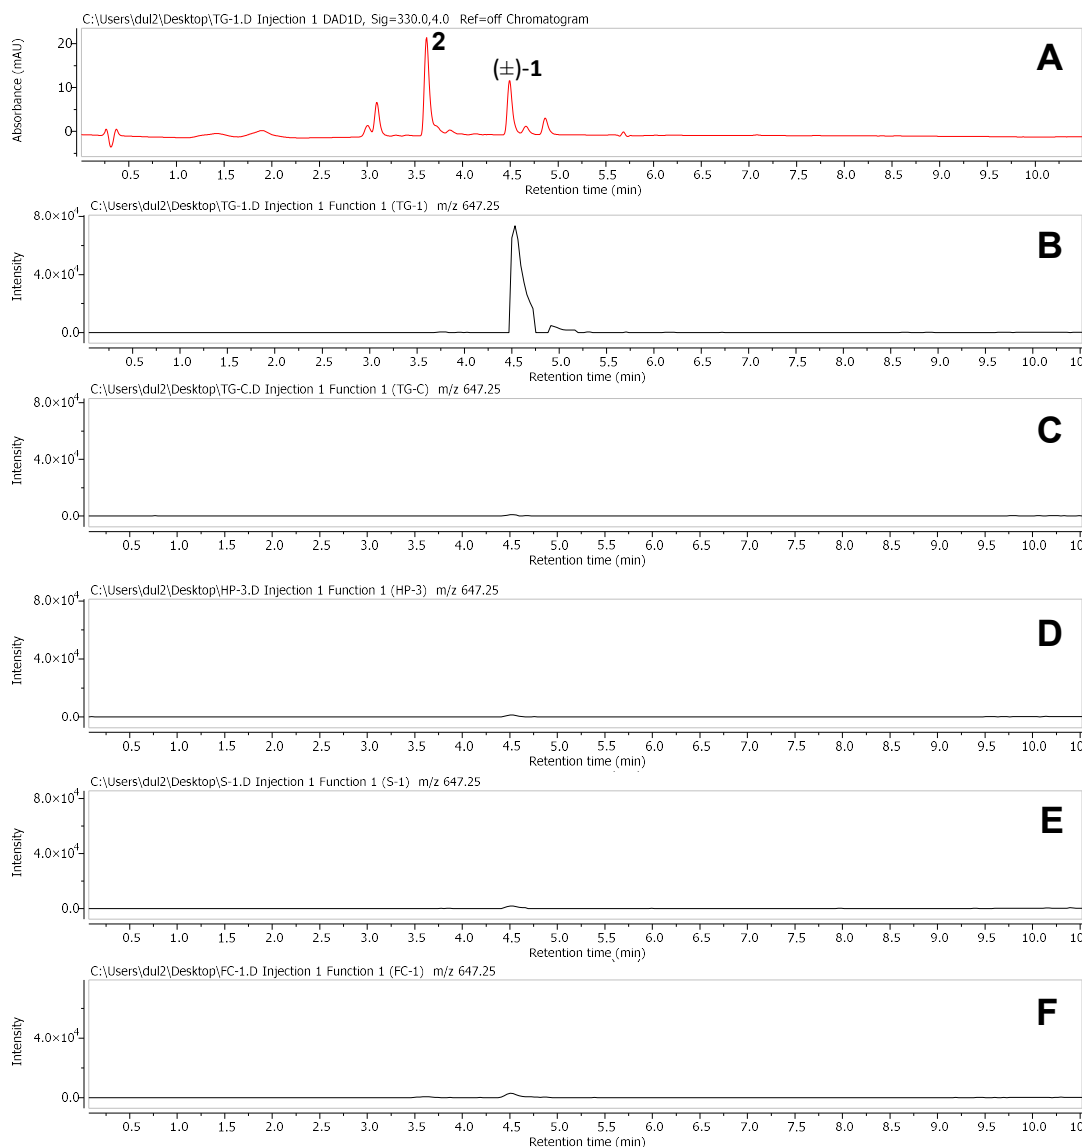 C:\Users\dul2\Desktop\TG-1.D Injection 1 DAD1D, Sig=330.0,4.0 Ref=off Chromatogram
A
2
(±)-1
Absorbance (mAU)
20
10
0
0.5 1.0 1.5 2.0 2.5 3.0 3.5 4.0 4.5 5.0 5.5 6.0 6.5 7.0 7.5 8.0 8.5 9.0 9.5 10.0
Retention time (min)
C:\Users\dul2\Desktop\TG-1.D Injection 1 Function 1 (TG-1) m/z 647.25
B
Intensity
8.0×10⁴
4.0×10⁴
0.0
0.5 1.0 1.5 2.0 2.5 3.0 3.5 4.0 4.5 5.0 5.5 6.0 6.5 7.0 7.5 8.0 8.5 9.0 9.5 10.0 10
Retention time (min)
C:\Users\dul2\Desktop\TG-C.D Injection 1 Function 1 (TG-C) m/z 647.25
C
Intensity
8.0×10⁴
4.0×10⁴
0.0
0.5 1.0 1.5 2.0 2.5 3.0 3.5 4.0 4.5 5.0 5.5 6.0 6.5 7.0 7.5 8.0 8.5 9.0 9.5 10.0 10
Retention time (min)
C:\Users\dul2\Desktop\HP-3.D Injection 1 Function 1 (HP-3) m/z 647.25
D
Intensity
8.0×10⁴
4.0×10⁴
0.0
0.5 1.0 1.5 2.0 2.5 3.0 3.5 4.0 4.5 5.0 5.5 6.0 6.5 7.0 7.5 8.0 8.5 9.0 9.5 10.0 10
Retention time (min)
C:\Users\dul2\Desktop\S-1.D Injection 1 Function 1 (S-1) m/z 647.25
E
Intensity
8.0×10⁴
4.0×10⁴
0.0
0.5 1.0 1.5 2.0 2.5 3.0 3.5 4.0 4.5 5.0 5.5 6.0 6.5 7.0 7.5 8.0 8.5 9.0 9.5 10.0 10
Retention time (min)
C:\Users\dul2\Desktop\FC-1.D Injection 1 Function 1 (FC-1) m/z 647.25
F
Intensity
4.0×10⁴
0.0
0.5 1.0 1.5 2.0 2.5 3.0 3.5 4.0 4.5 5.0 5.5 6.0 6.5 7.0 7.5 8.0 8.5 9.0 9.5 10.0 10
Retention time (min)